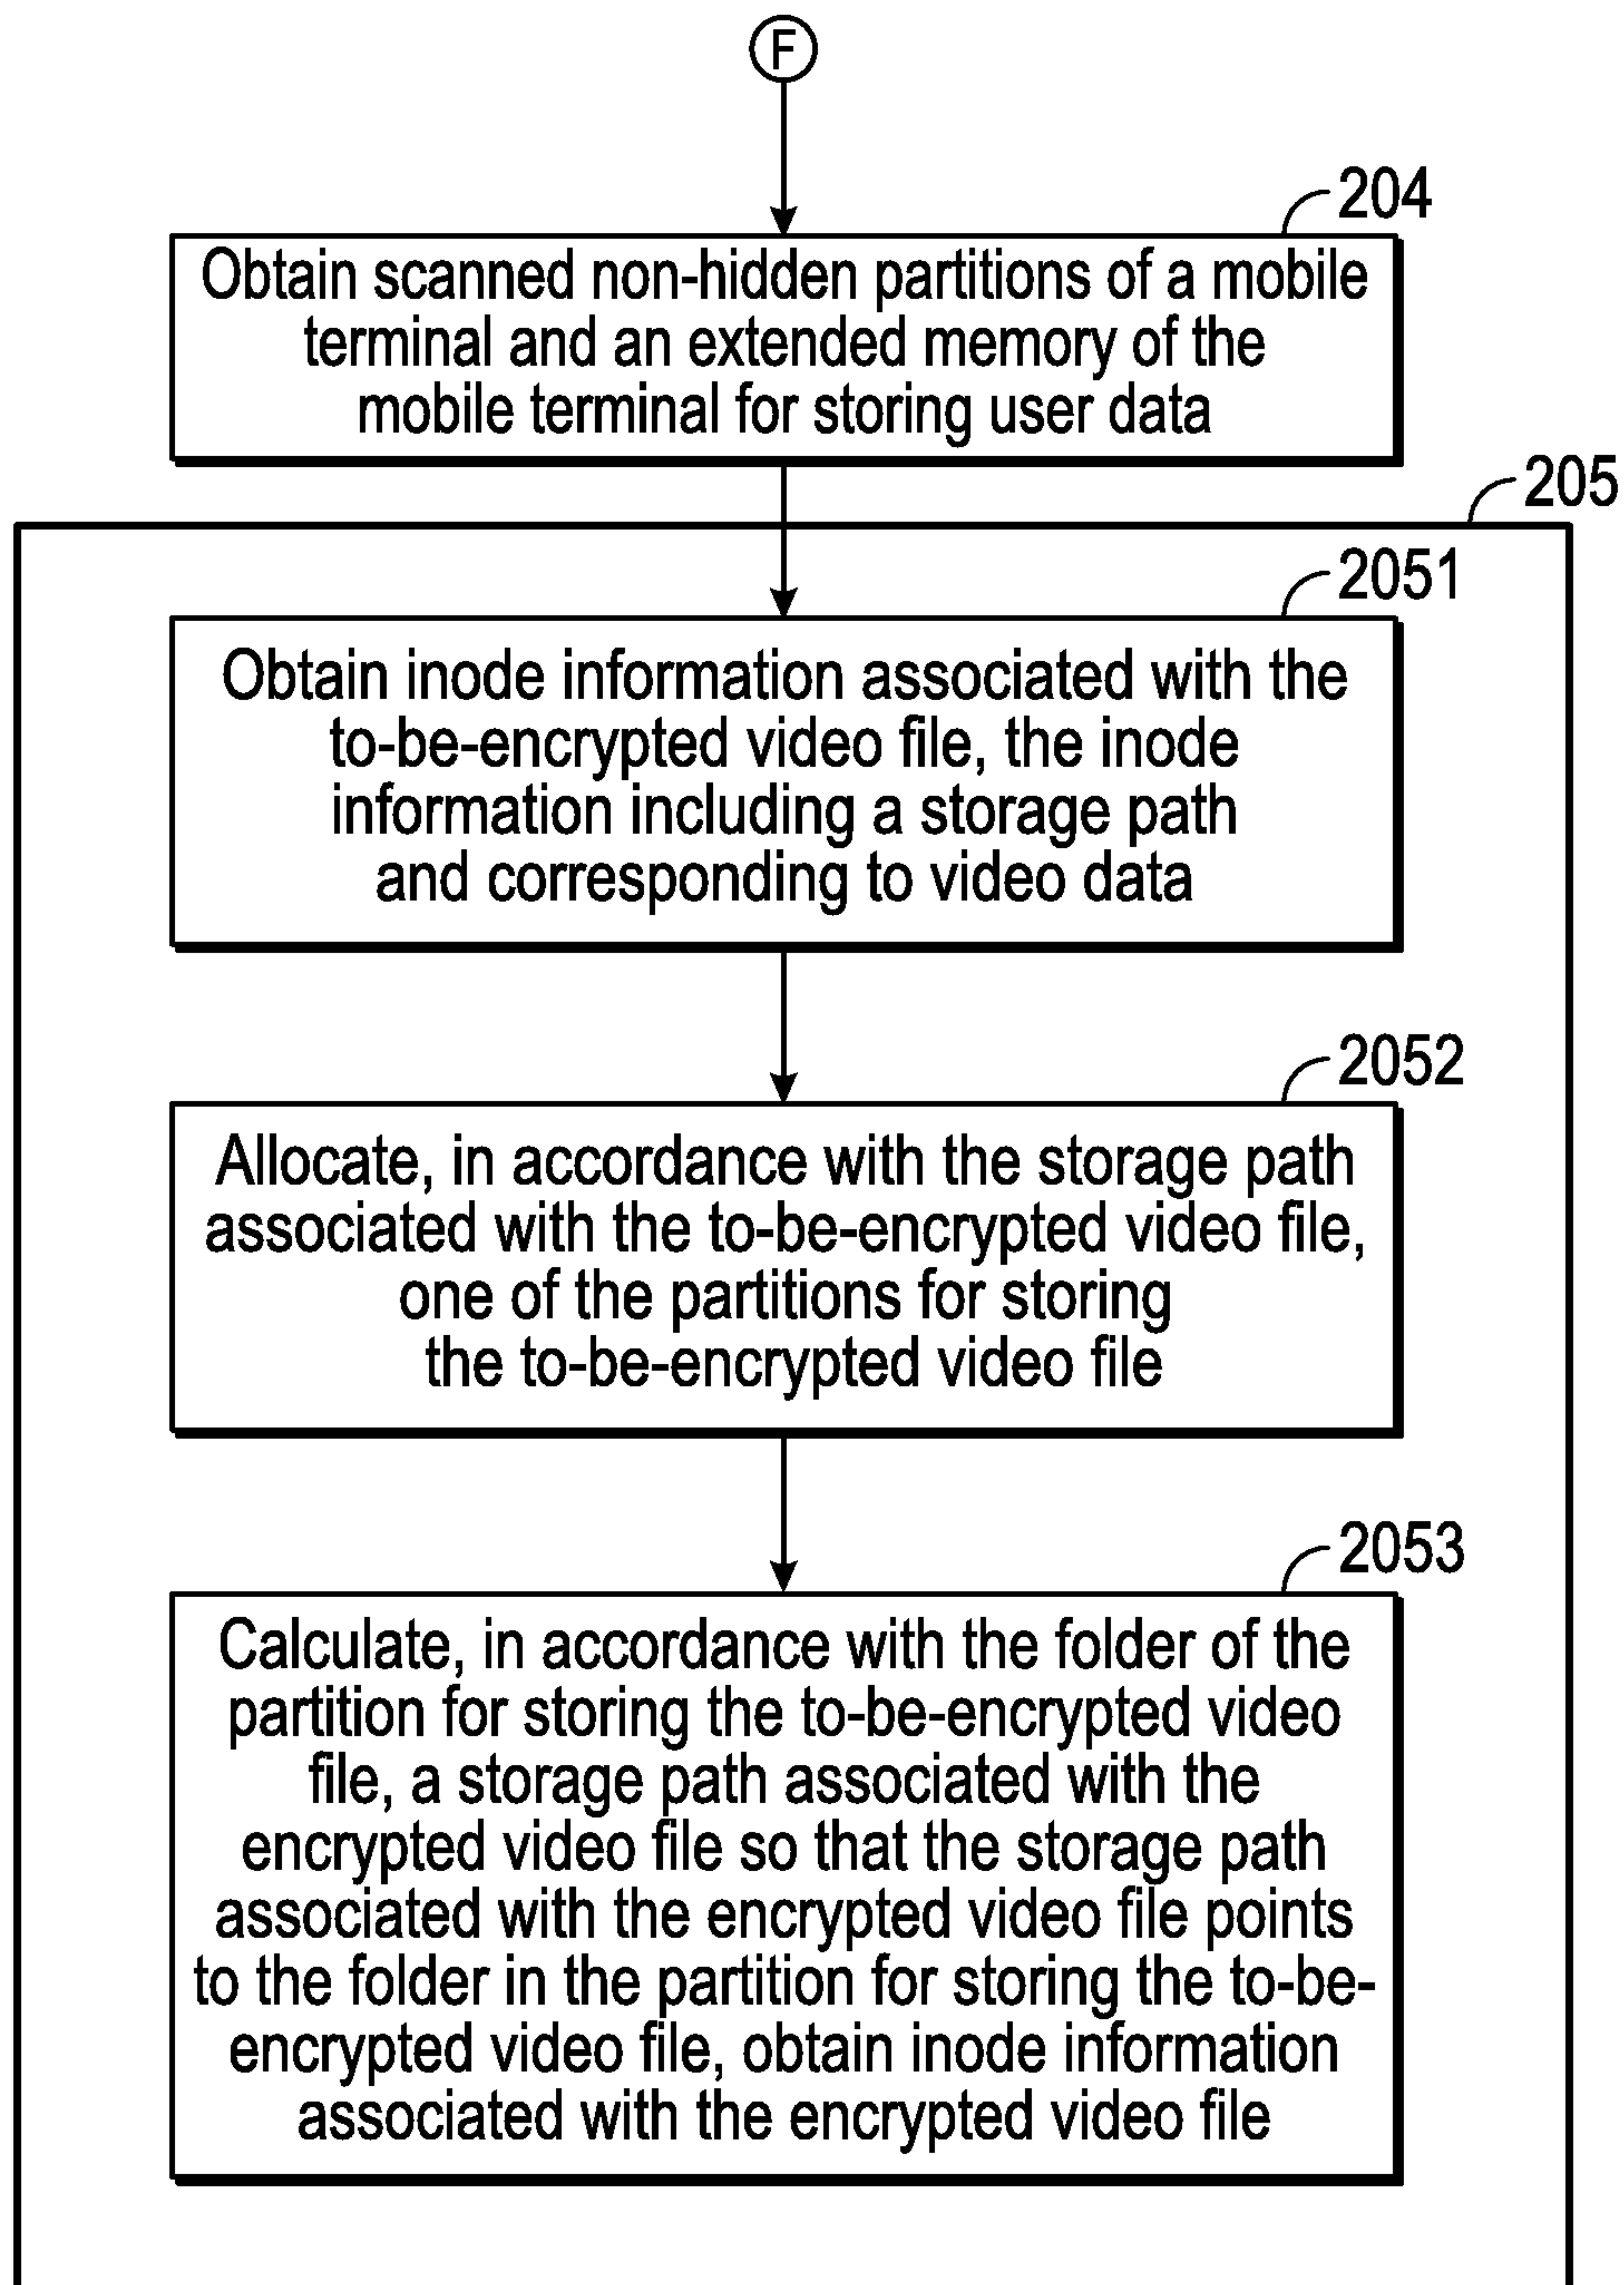 F
204
Obtain scanned non-hidden partitions of a mobile
terminal and an extended memory of the
mobile terminal for storing user data
205
2051
Obtain inode information associated with the
to-be-encrypted video file, the inode
information including a storage path
and corresponding to video data
2052
Allocate, in accordance with the storage path
associated with the to-be-encrypted video file,
one of the partitions for storing
the to-be-encrypted video file
2053
Calculate, in accordance with the folder of the
partition for storing the to-be-encrypted video
file, a storage path associated with the
encrypted video file so that the storage path
associated with the encrypted video file points
to the folder in the partition for storing the to-be-
encrypted video file, obtain inode information
associated with the encrypted video file